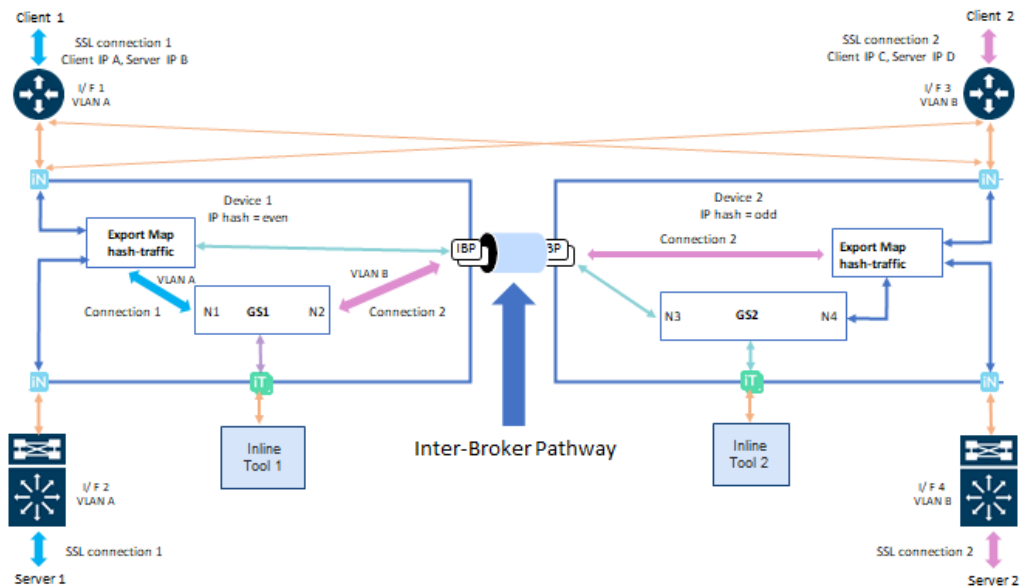 Client 1
Client 2
SSL connection 1
Client IP A, Server IP B
SSL connection 2
Client IP C, Server IP D
I/ F 1
VLAN A
I/ F 3
VLAN B
iN
iN
Device 1
IP hash = even
Device 2
IP hash = odd
Export Map
hash-traffic
IBP
BP
Connection 2
Export Map
hash-traffic
VLAN A
VLAN B
Connection 1
N1
GS1
N2
Connection 2
N3
GS2
N4
iN
iT
iT
iN
Inline
Tool 1
Inter-Broker Pathway
Inline
Tool 2
I/ F 2
VLAN A
I/ F 4
VLAN B
SSL connection 1
SSL connection 2
Server 1
Server 2